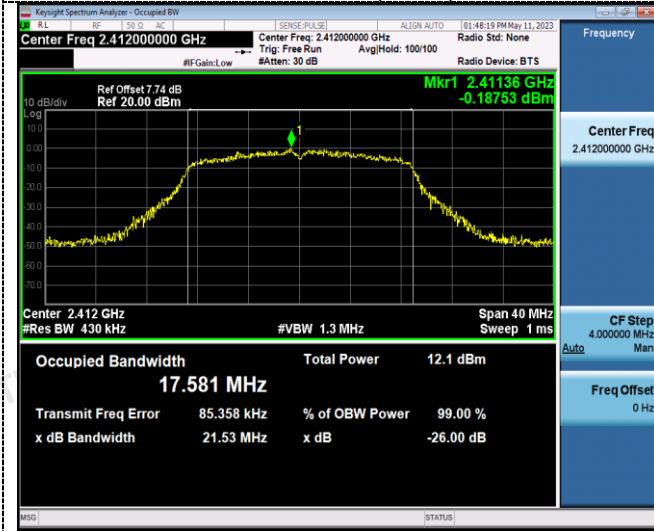 Keysight Spectrum Analyzer - Occupied BW
RL RF 50 Ω AC SENSE:PULSE ALIGN AUTO 01:48:19 PM May 11, 2023
Center Freq 2.412000000 GHz
Center Freq: 2.412000000 GHz
Radio Std: None
Trig: Free Run Avg|Hold: 100/100
#IFGain:Low #Atten: 30 dB Radio Device: BTS
Frequency
Ref Offset 7.74 dB
10 dB/div Ref 20.00 dBm
Mkr1 2.41136 GHz
-0.18753 dBm
Log
10.0
0.00
-10.0
-20.0
-30.0
-40.0
-50.0
-60.0
-70.0
1
Center 2.412 GHz Span 40 MHz
#Res BW 430 kHz #VBW 1.3 MHz Sweep 1 ms
Occupied Bandwidth Total Power 12.1 dBm
17.581 MHz
Transmit Freq Error 85.358 kHz % of OBW Power 99.00 %
x dB Bandwidth 21.53 MHz x dB -26.00 dB
Center Freq
2.412000000 GHz
CF Step
4.000000 MHz
Auto Man
Freq Offset
0 Hz
MSG STATUS